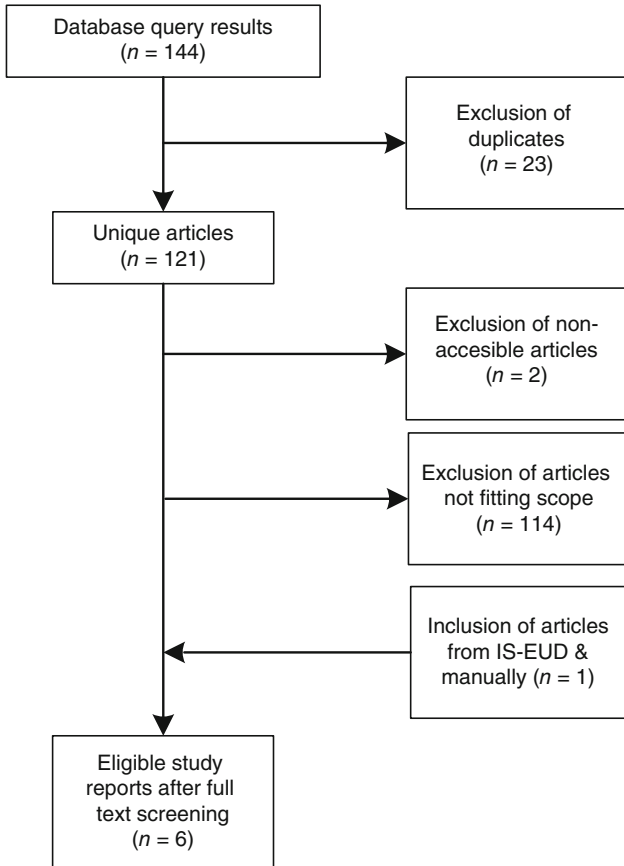 Database query results
(n = 144)
Exclusion of
duplicates
(n = 23)
Unique articles
(n = 121)
Exclusion of non-
accesible articles
(n = 2)
Exclusion of articles
not fitting scope
(n = 114)
Inclusion of articles
from IS-EUD &
manually (n = 1)
Eligible study
reports after full
text screening
(n = 6)